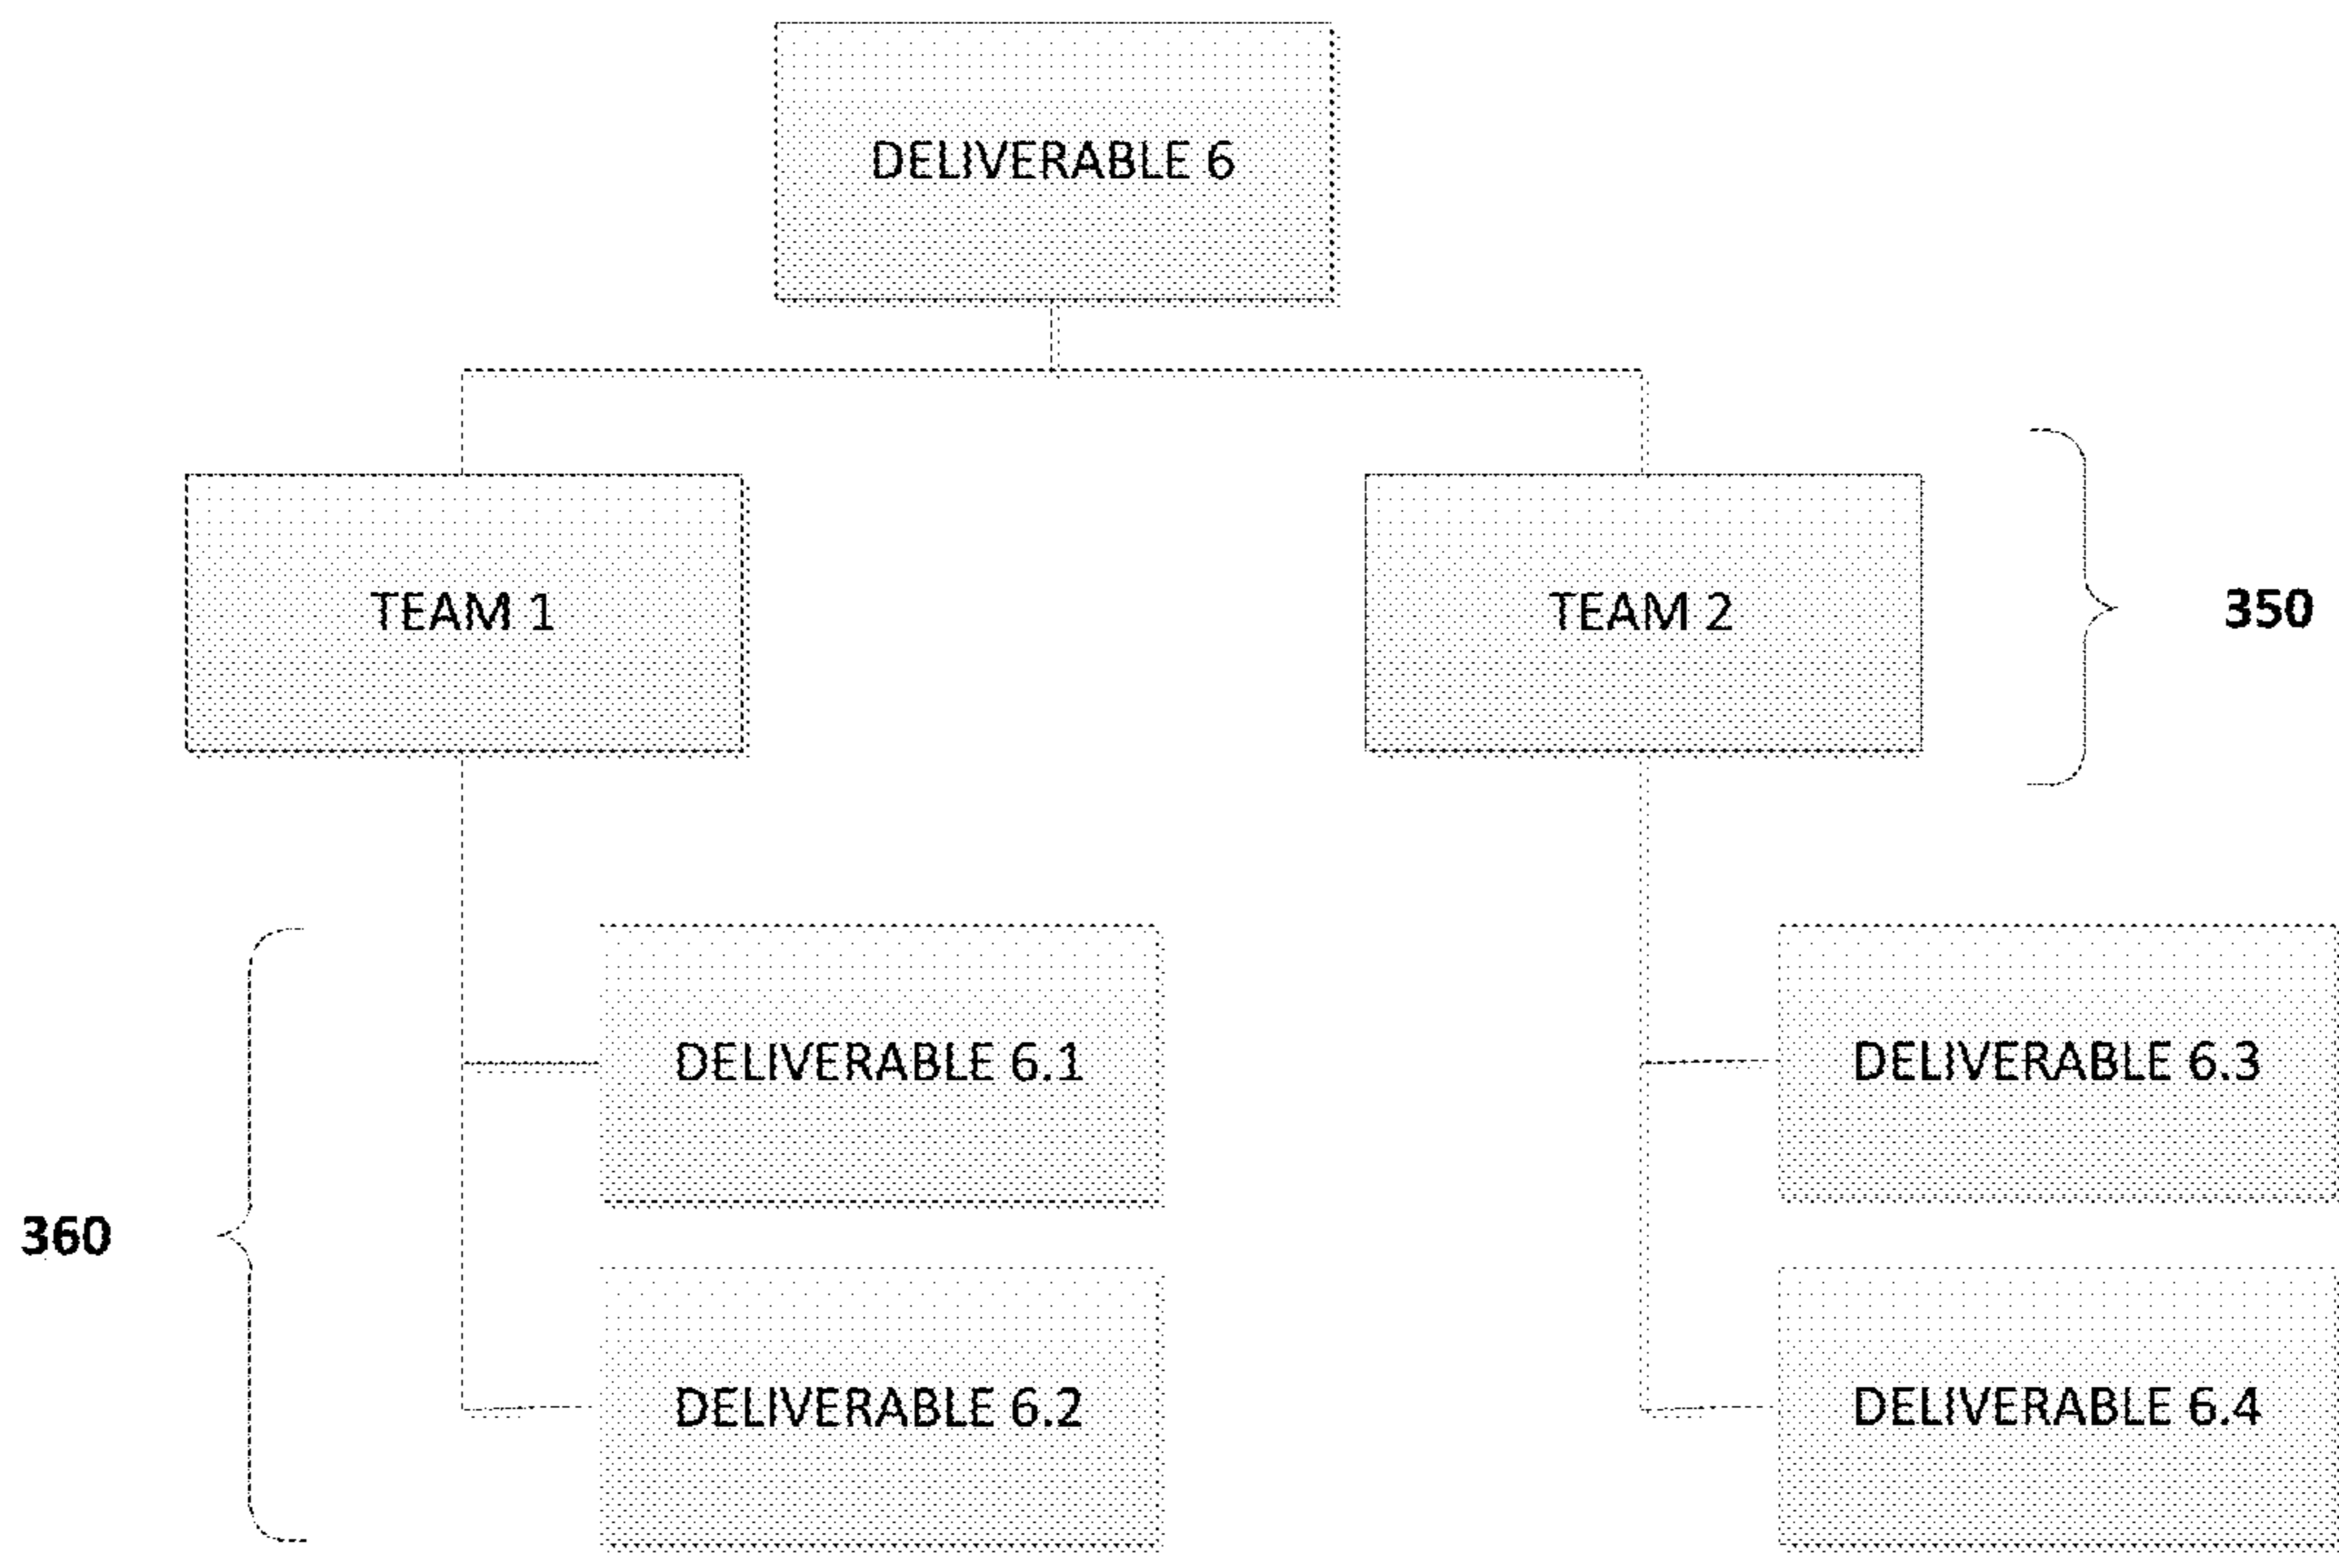 DELIVERABLE 6
TEAM 1
TEAM 2
350
DELIVERABLE 6.1
DELIVERABLE 6.3
360
DELIVERABLE 6.2
DELIVERABLE 6.4